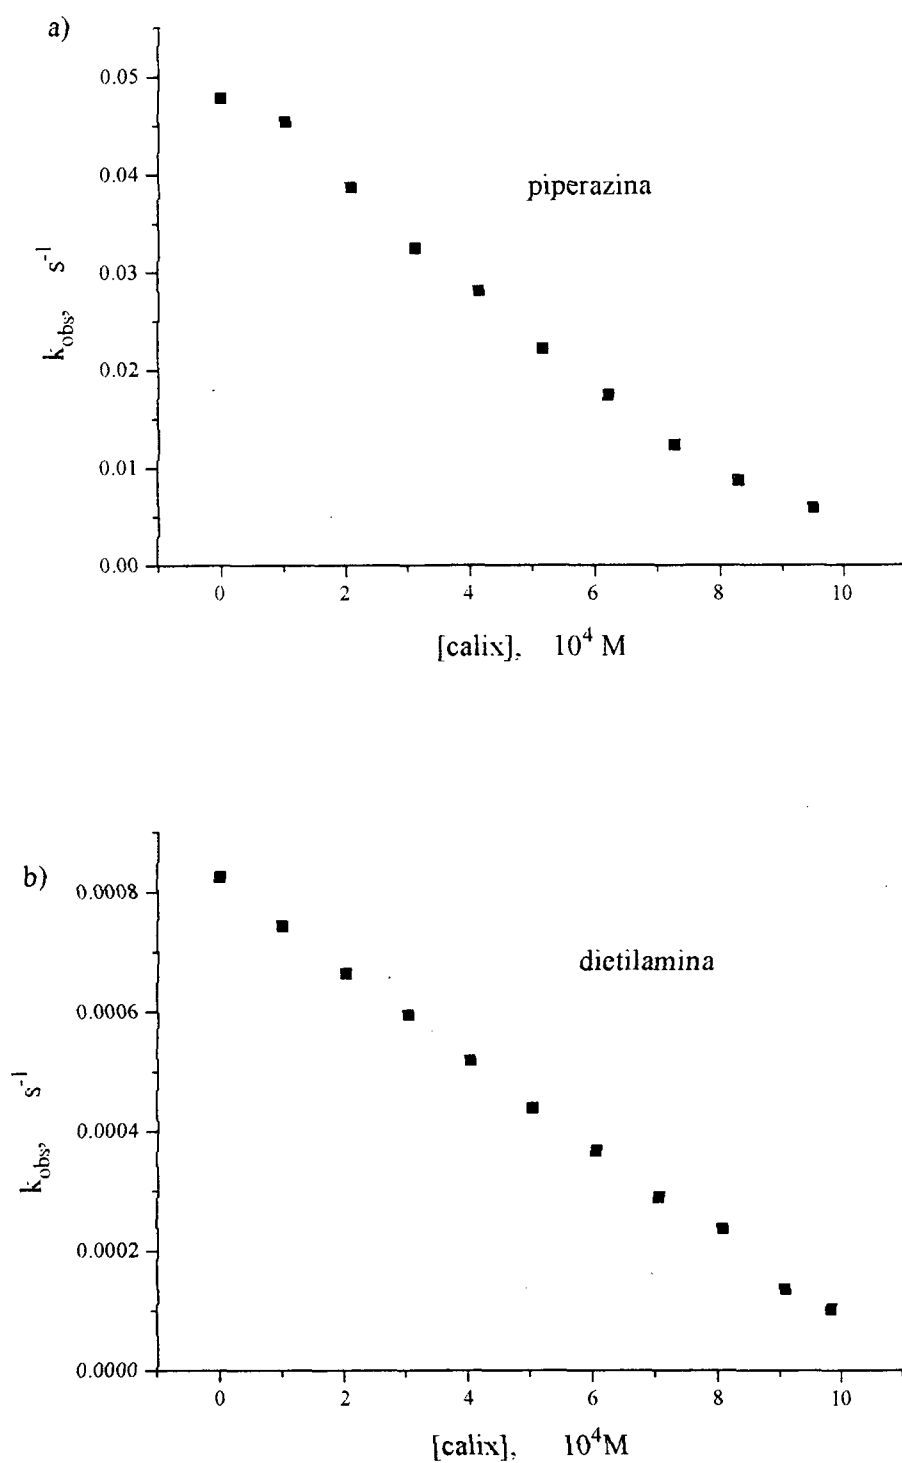 a)
0.05
0.04
piperazina
0.03
0.02
0.01
0.00
k_obs, s^-1
0 2 4 6 8 10
[calix], 10^4 M
b)
0.0008
dietilamina
0.0006
0.0004
0.0002
0.0000
k_obs, s^-1
0 2 4 6 8 10
[calix], 10^4M